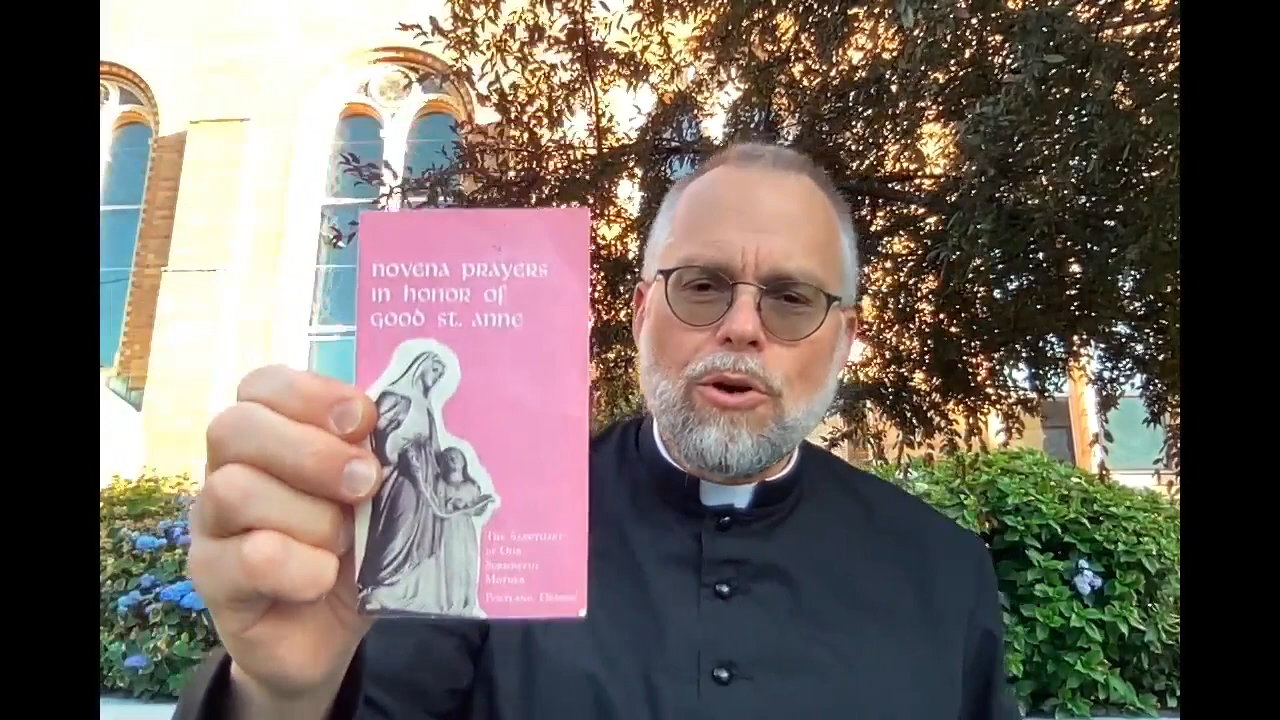 NOVENA PRAYERS
IN HONOR OF
GOOD ST. ANNE
The Sanctuary
of Our
Sorrowful
Mother
Portland, Oregon